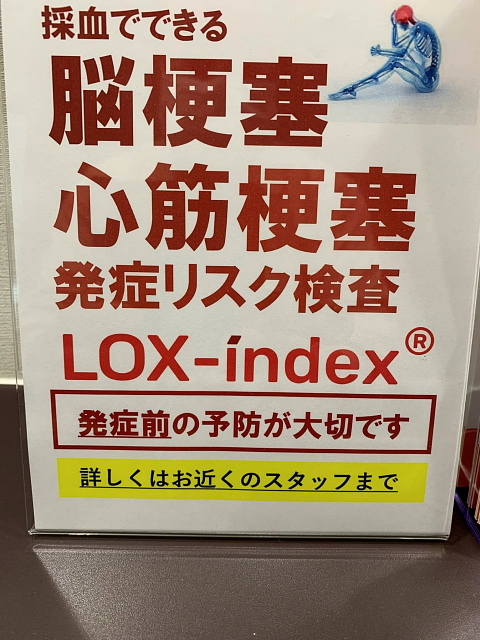 採血でできる
脳梗塞
心筋梗塞
発症リスク検査
LOX-index®
発症前の予防が大切です
詳しくはお近くのスタッフまで